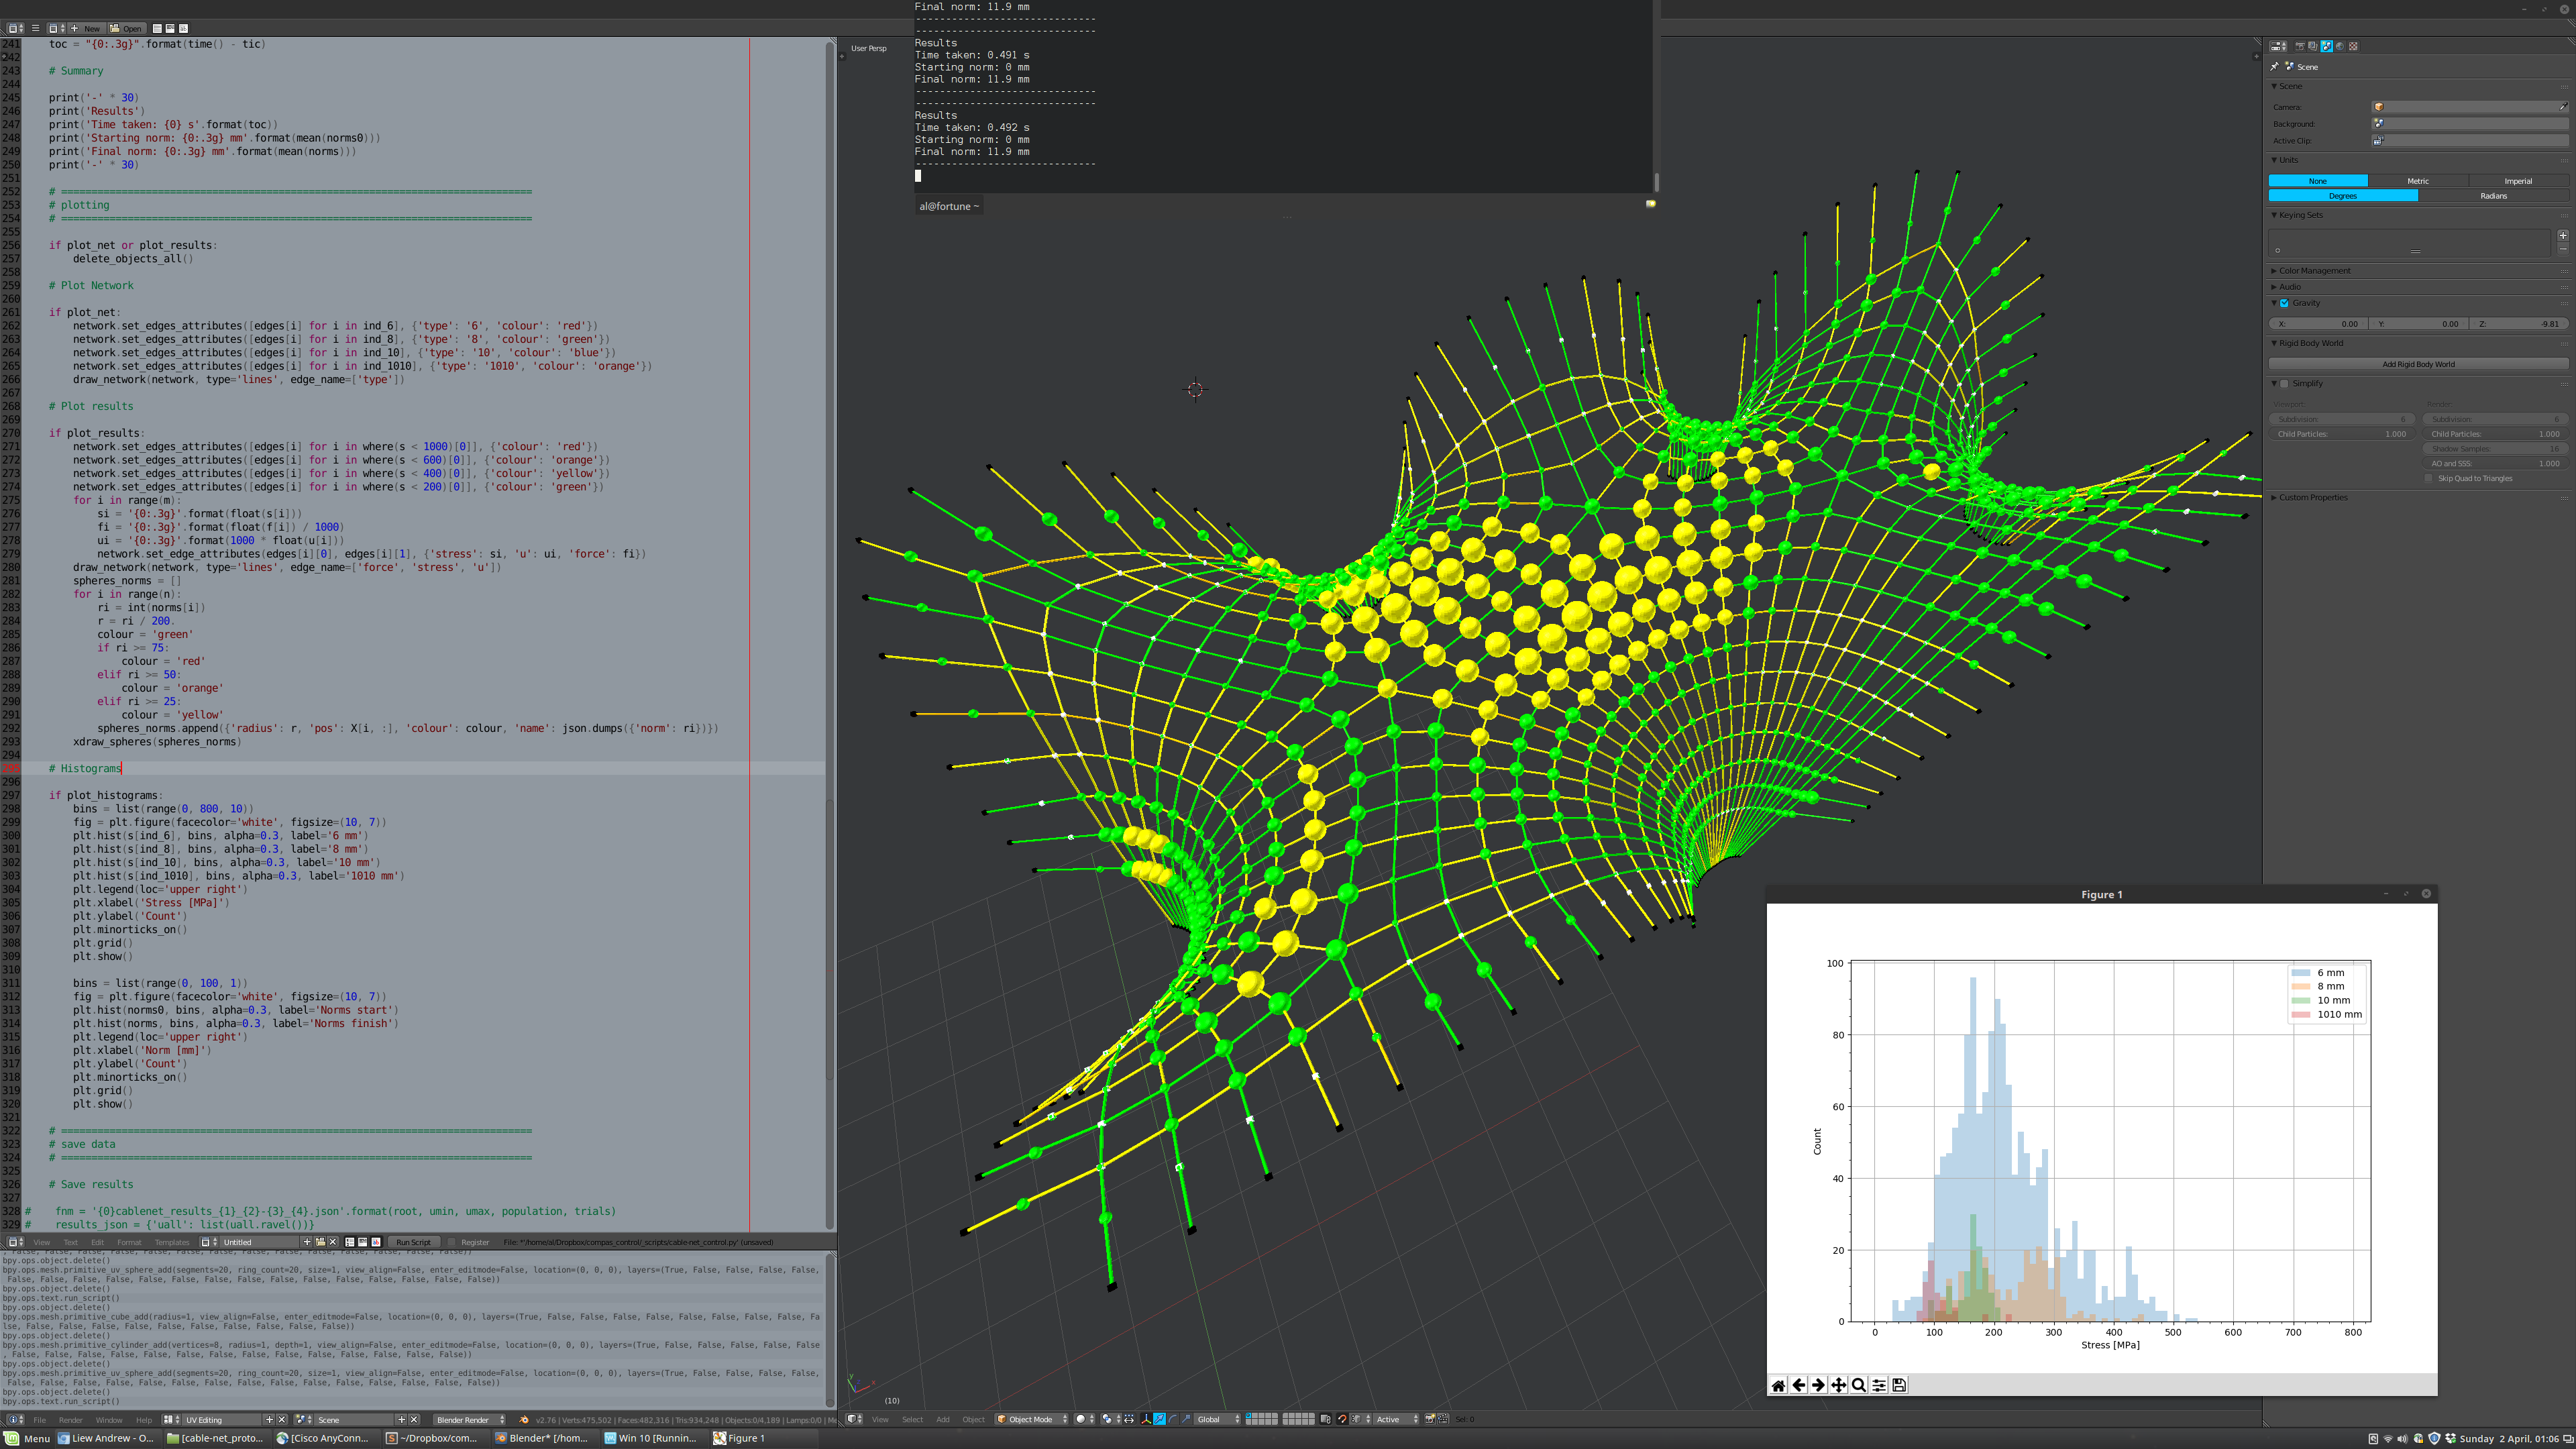 Final norm: 11.9 mm
------------------------------
------------------------------
Results
Time taken: 0.491 s
Starting norm: 0 mm
Final norm: 11.9 mm
------------------------------
------------------------------
Results
Time taken: 0.492 s
Starting norm: 0 mm
Final norm: 11.9 mm
------------------------------
al@fortune ~
New Open
241 toc = "{0:.3g}".format(time() - tic)
242
243 # Summary
244
245 print('-' * 30)
246 print('Results')
247 print('Time taken: {0} s'.format(toc))
248 print('Starting norm: {0:.3g} mm'.format(mean(norms0)))
249 print('Final norm: {0:.3g} mm'.format(mean(norms)))
250 print('-' * 30)
251
252 # ==============================================================================
253 # plotting
254 # ==============================================================================
255
256 if plot_net or plot_results:
257 delete_objects_all()
258
259 # Plot Network
260
261 if plot_net:
262 network.set_edges_attributes([edges[i] for i in ind_6], {'type': '6', 'colour': 'red'})
263 network.set_edges_attributes([edges[i] for i in ind_8], {'type': '8', 'colour': 'green'})
264 network.set_edges_attributes([edges[i] for i in ind_10], {'type': '10', 'colour': 'blue'})
265 network.set_edges_attributes([edges[i] for i in ind_1010], {'type': '1010', 'colour': 'orange'})
266 draw_network(network, type='lines', edge_name=['type'])
267
268 # Plot results
269
270 if plot_results:
271 network.set_edges_attributes([edges[i] for i in where(s < 1000)[0]], {'colour': 'red'})
272 network.set_edges_attributes([edges[i] for i in where(s < 600)[0]], {'colour': 'orange'})
273 network.set_edges_attributes([edges[i] for i in where(s < 400)[0]], {'colour': 'yellow'})
274 network.set_edges_attributes([edges[i] for i in where(s < 200)[0]], {'colour': 'green'})
275 for i in range(m):
276 si = '{0:.3g}'.format(float(s[i]))
277 fi = '{0:.3g}'.format(float(f[i]) / 1000)
278 ui = '{0:.3g}'.format(1000 * float(u[i]))
279 network.set_edge_attributes(edges[i][0], edges[i][1], {'stress': si, 'u': ui, 'force': fi})
280 draw_network(network, type='lines', edge_name=['force', 'stress', 'u'])
281 spheres_norms = []
282 for i in range(n):
283 ri = int(norms[i])
284 r = ri / 200.
285 colour = 'green'
286 if ri >= 75:
287 colour = 'red'
288 elif ri >= 50:
289 colour = 'orange'
290 elif ri >= 25:
291 colour = 'yellow'
292 spheres_norms.append({'radius': r, 'pos': X[i, :], 'colour': colour, 'name': json.dumps({'norm': ri})})
293 xdraw_spheres(spheres_norms)
294
295 # Histograms
296
297 if plot_histograms:
298 bins = list(range(0, 800, 10))
299 fig = plt.figure(facecolor='white', figsize=(10, 7))
300 plt.hist(s[ind_6], bins, alpha=0.3, label='6 mm')
301 plt.hist(s[ind_8], bins, alpha=0.3, label='8 mm')
302 plt.hist(s[ind_10], bins, alpha=0.3, label='10 mm')
303 plt.hist(s[ind_1010], bins, alpha=0.3, label='1010 mm')
304 plt.legend(loc='upper right')
305 plt.xlabel('Stress [MPa]')
306 plt.ylabel('Count')
307 plt.minorticks_on()
308 plt.grid()
309 plt.show()
310
311 bins = list(range(0, 100, 1))
312 fig = plt.figure(facecolor='white', figsize=(10, 7))
313 plt.hist(norms0, bins, alpha=0.3, label='Norms start')
314 plt.hist(norms, bins, alpha=0.3, label='Norms finish')
315 plt.legend(loc='upper right')
316 plt.xlabel('Norm [mm]')
317 plt.ylabel('Count')
318 plt.minorticks_on()
319 plt.grid()
320 plt.show()
321
322 # ==============================================================================
323 # save data
324 # ==============================================================================
325
326 # Save results
327
328 # fnm = '{0}cablenet_results_{1}_{2}-{3}_{4}.json'.format(root, umin, umax, population, trials)
329 # results_json = {'uall': list(uall.ravel())}
View Text Edit Format Templates Untitled Run Script Register File: *'/home/al/Dropbox/compas_control/_scripts/cable-net_control.py' (unsaved)
, False, False, False, False, False, False, False, False, False, False, False))
bpy.ops.object.delete()
bpy.ops.mesh.primitive_uv_sphere_add(segments=20, ring_count=20, size=1, view_align=False, enter_editmode=False, location=(0, 0, 0), layers=(True, False, False, False, False,
False, False, False, False, False, False, False, False, False, False, False, False, False, False, False))
bpy.ops.object.delete()
bpy.ops.text.run_script()
bpy.ops.object.delete()
bpy.ops.mesh.primitive_cube_add(radius=1, view_align=False, enter_editmode=False, location=(0, 0, 0), layers=(True, False, False, False, False, False, False, False, False, Fa
lse, False, False, False, False, False, False, False, False, False, False))
bpy.ops.object.delete()
bpy.ops.mesh.primitive_cylinder_add(vertices=8, radius=1, depth=1, view_align=False, enter_editmode=False, location=(0, 0, 0), layers=(True, False, False, False, False, False
, False, False, False, False, False, False, False, False, False, False, False, False, False, False))
bpy.ops.object.delete()
bpy.ops.mesh.primitive_uv_sphere_add(segments=20, ring_count=20, size=1, view_align=False, enter_editmode=False, location=(0, 0, 0), layers=(True, False, False, False, False,
False, False, False, False, False, False, False, False, False, False, False, False, False, False, False))
bpy.ops.object.delete()
bpy.ops.text.run_script()
File Render Window Help UV Editing Scene Blender Render v2.76 | Verts:475,502 | Faces:482,316 | Tris:934,248 | Objects:0/4,189 | Lamps:0/0 | M
User Persp
(10)
View Select Add Object Object Mode Global Active Sel: 0
Scene
Scene
Camera:
Background:
Active Clip:
Units
None Metric Imperial
Degrees Radians
Keying Sets
Color Management
Audio
Gravity
X: 0.00 Y: 0.00 Z: -9.81
Rigid Body World
Add Rigid Body World
Simplify
Viewport: Render:
Subdivision: 6 Subdivision: 6
Child Particles: 1.000 Child Particles: 1.000
Shadow Samples: 16
AO and SSS: 1.000
Skip Quad to Triangles
Custom Properties
Figure 1
6 mm
8 mm
10 mm
1010 mm
100
80
60
40
20
0
Count
0 100 200 300 400 500 600 700 800
Stress [MPa]
Menu Liew Andrew - O... [cable-net_proto... [Cisco AnyConn... ~/Dropbox/com... Blender* [/hom... Win 10 [Runnin... Figure 1 Sunday 2 April, 01:06